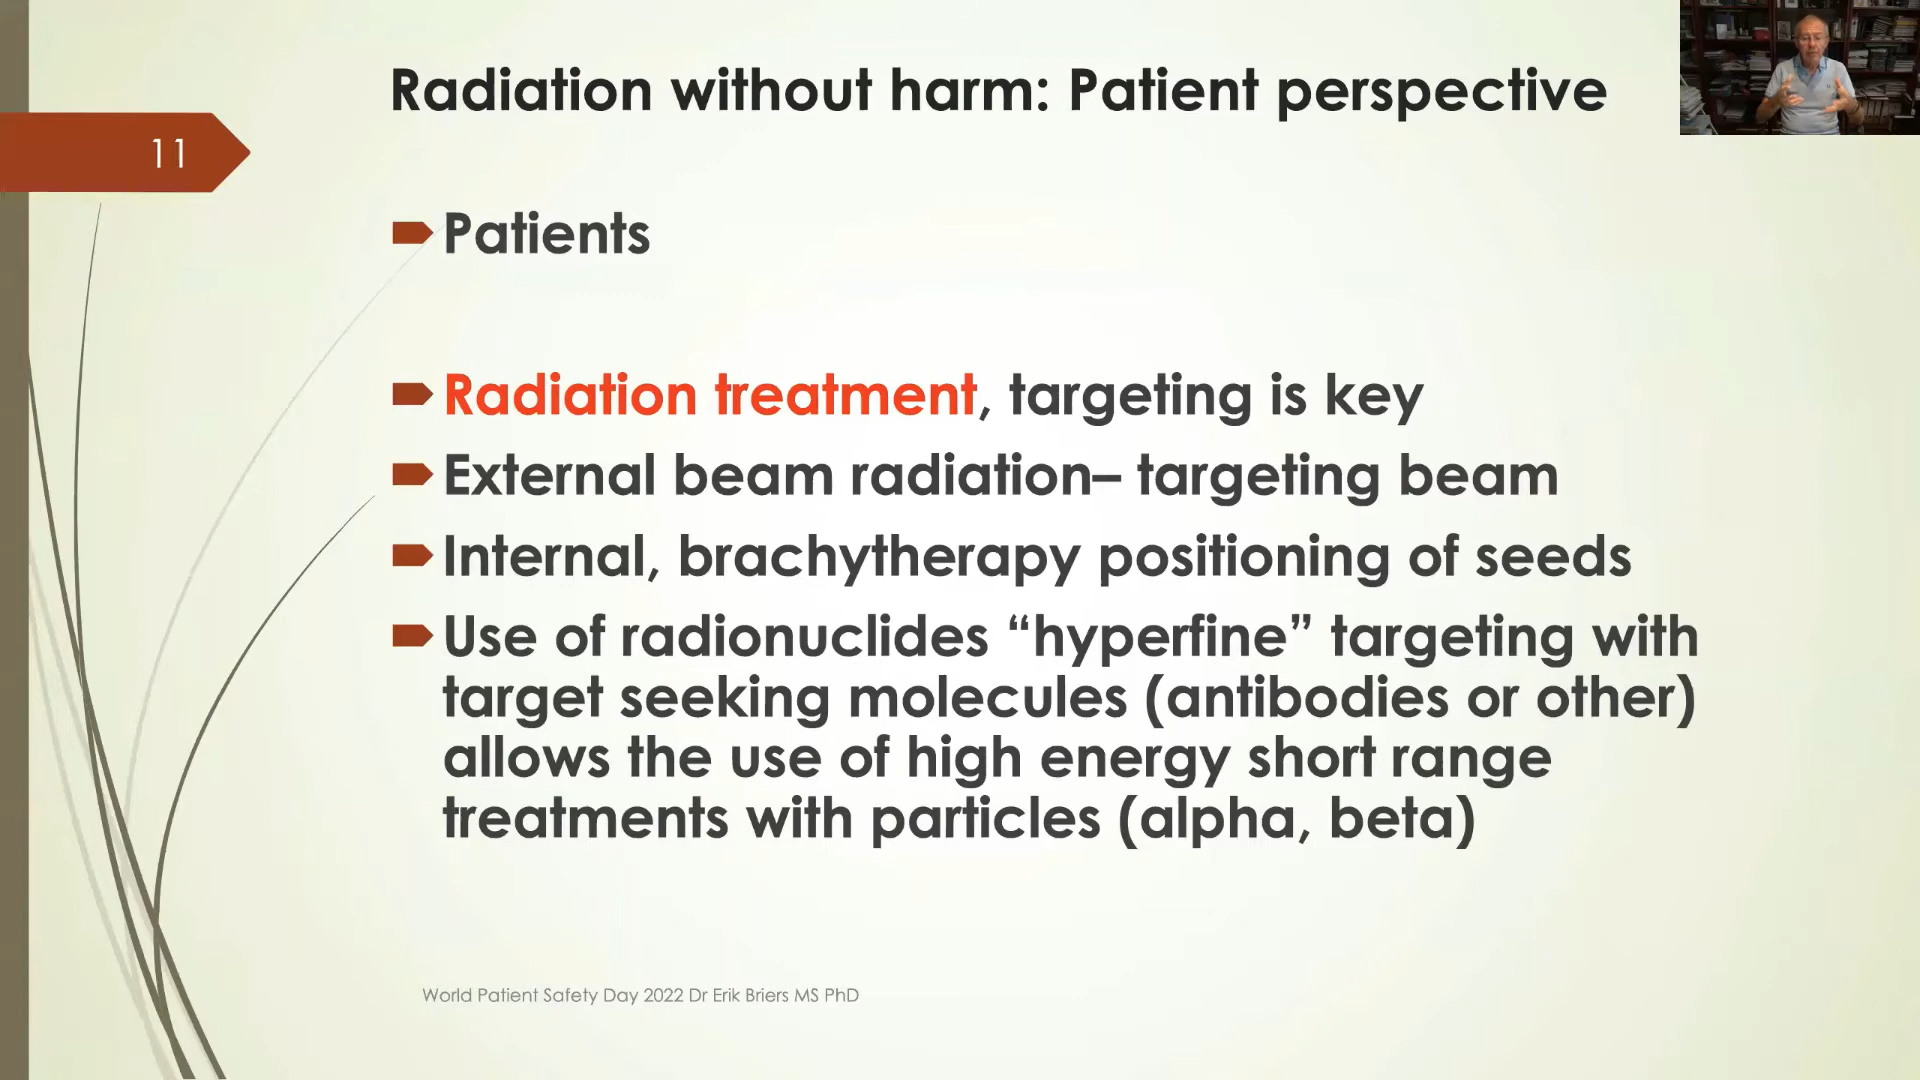 Radiation without harm: Patient perspective
11
Patients
Radiation treatment, targeting is key
External beam radiation– targeting beam
Internal, brachytherapy positioning of seeds
Use of radionuclides “hyperfine” targeting with
target seeking molecules (antibodies or other)
allows the use of high energy short range
treatments with particles (alpha, beta)
World Patient Safety Day 2022 Dr Erik Briers MS PhD